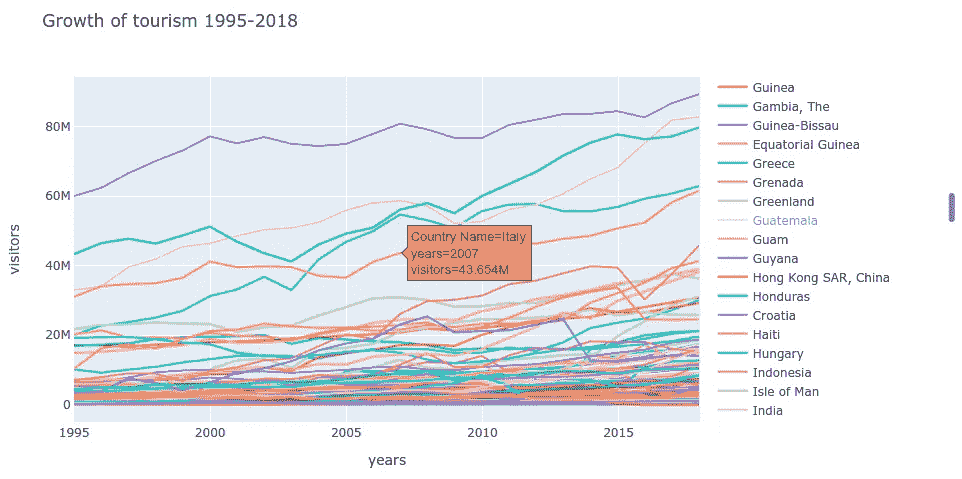 Growth of tourism 1995-2018
visitors
80M
60M
40M
20M
0
1995
2000
2005
2010
2015
years
Country Name=Italy
years=2007
visitors=43.654M
Guinea
Gambia, The
Guinea-Bissau
Equatorial Guinea
Greece
Grenada
Greenland
Guatemala
Guam
Guyana
Hong Kong SAR, China
Honduras
Croatia
Haiti
Hungary
Indonesia
Isle of Man
India